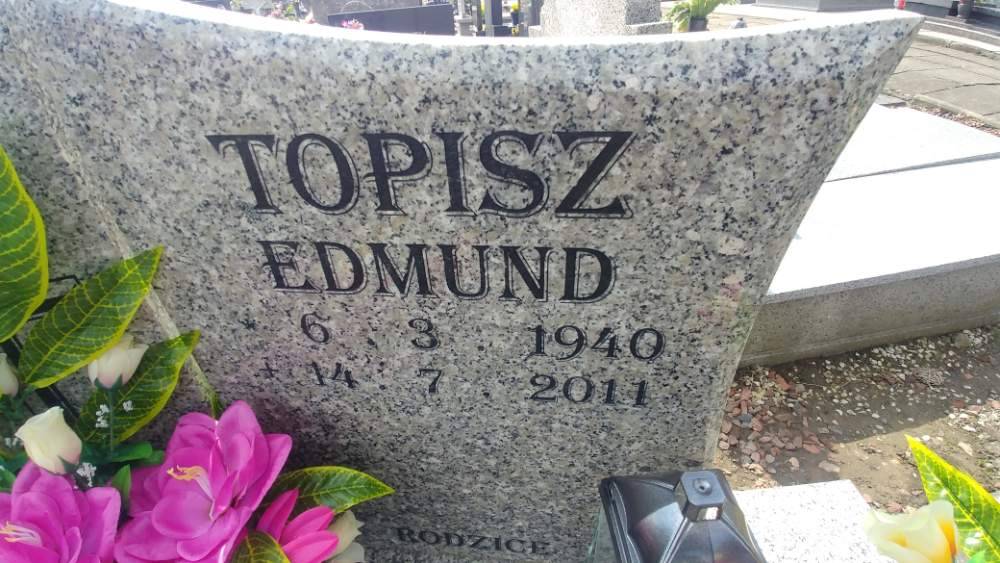 TOPISZ
EDMUND
6 3 1940
+ 14 7 2011
RODZICE